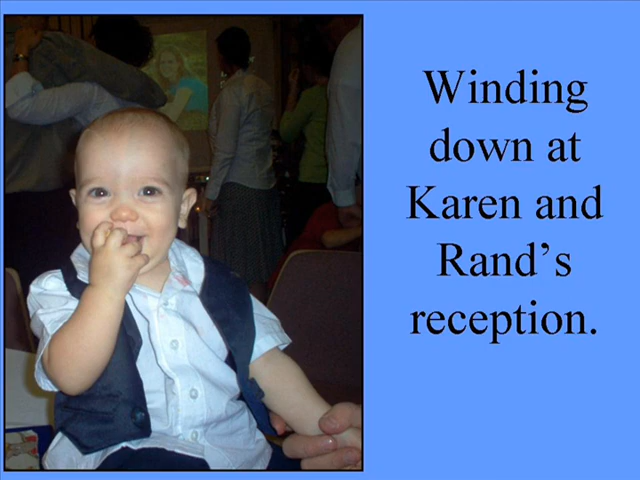 Winding
down at
Karen and
Rand’s
reception.